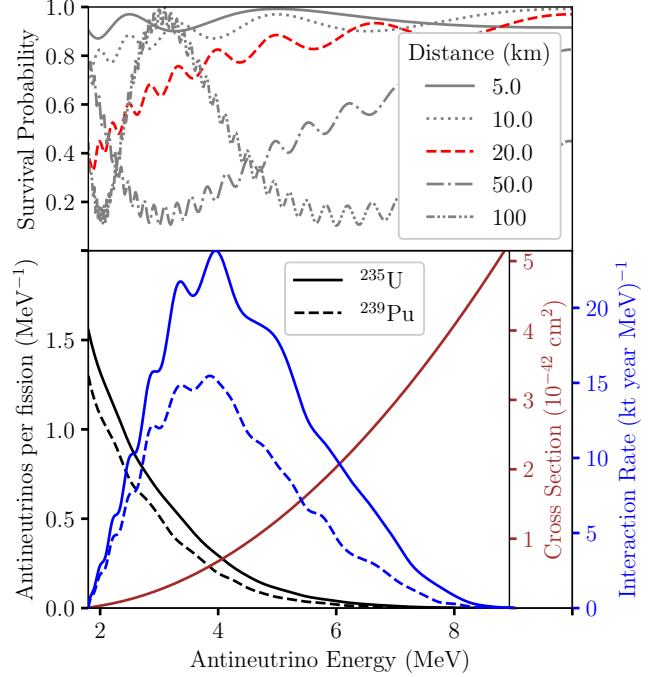 1.0
0.8
0.6
0.4
0.2
Survival Probability
Distance (km)
5.0
10.0
20.0
50.0
100
1.5
1.0
0.5
0.0
Antineutrinos per fission (MeV⁻¹)
²³⁵U
²³⁹Pu
5
4
3
2
1
Cross Section (10⁻⁴² cm²)
20
15
10
5
0
Interaction Rate (kt year MeV)⁻¹
2 4 6 8
Antineutrino Energy (MeV)